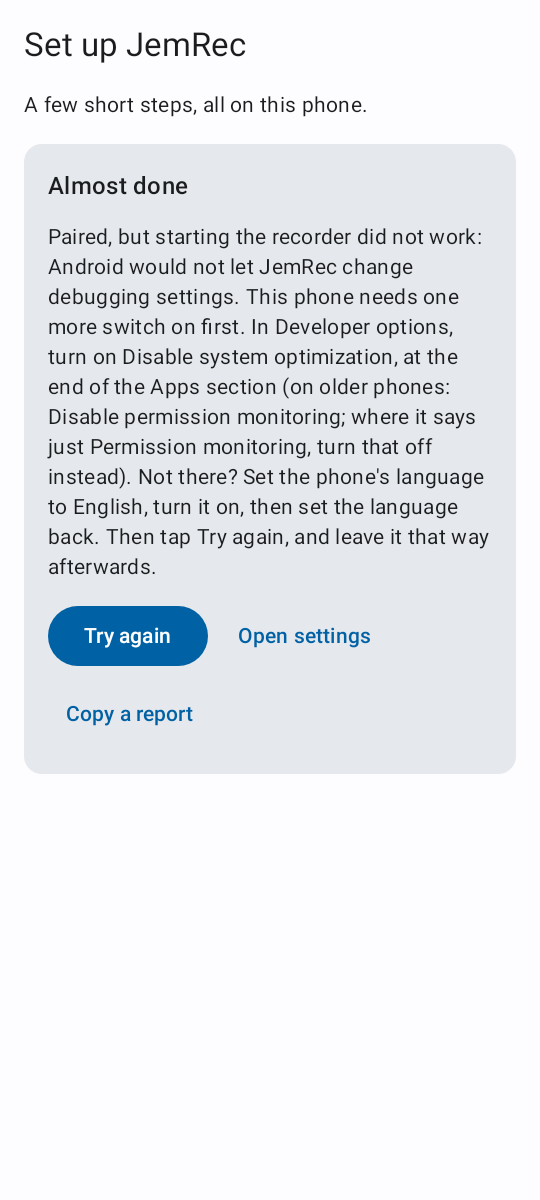 Set up JemRec
A few short steps, all on this phone.
Almost done
Paired, but starting the recorder did not work:
Android would not let JemRec change
debugging settings. This phone needs one
more switch on first. In Developer options,
turn on Disable system optimization, at the
end of the Apps section (on older phones:
Disable permission monitoring; where it says
just Permission monitoring, turn that off
instead). Not there? Set the phone's language
to English, turn it on, then set the language
back. Then tap Try again, and leave it that way
afterwards.
Try again
Open settings
Copy a report